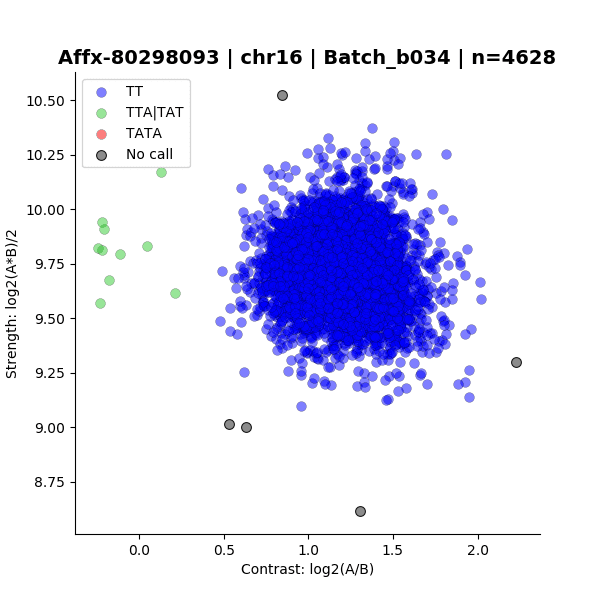 Affx-80298093 | chr16 | Batch_b034 | n=4628
TT
TTA|TAT
TATA
No call
Strength: log2(A*B)/2
10.50
10.25
10.00
9.75
9.50
9.25
9.00
8.75
0.0 0.5 1.0 1.5 2.0
Contrast: log2(A/B)